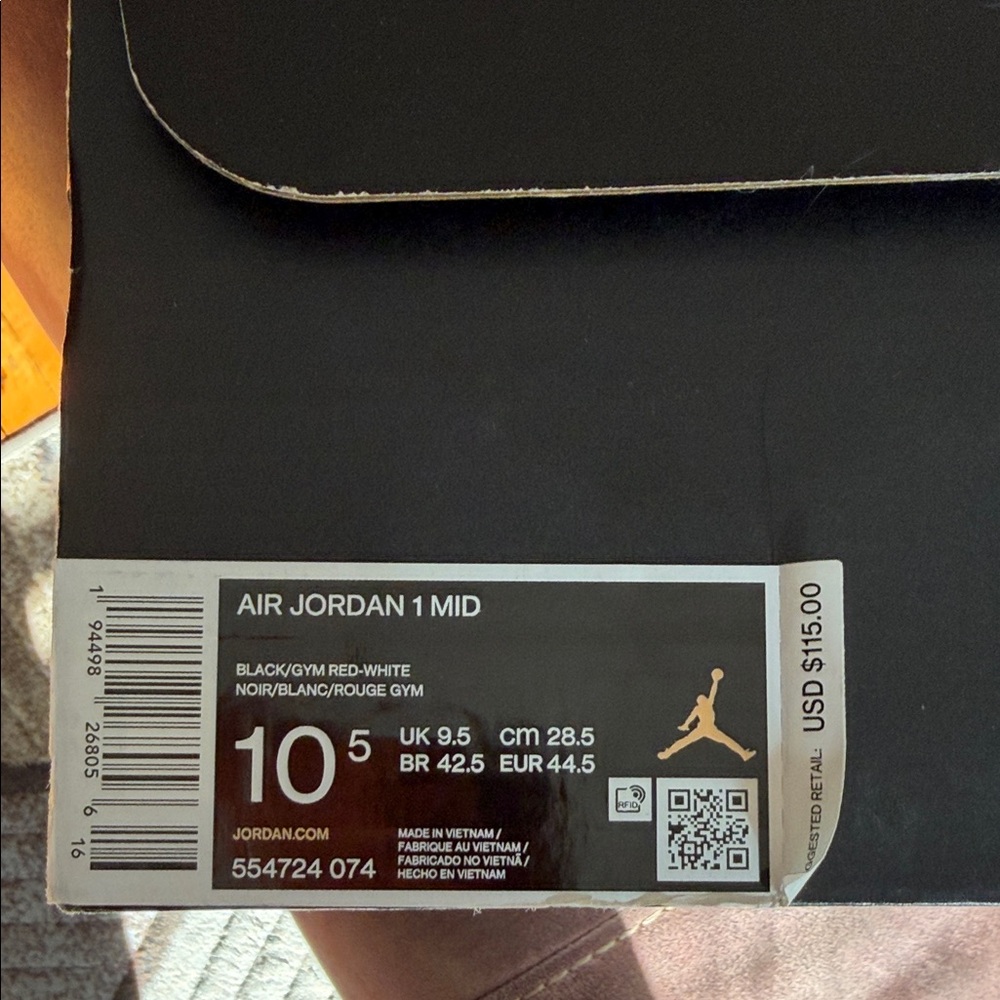 AIR JORDAN 1 MID
BLACK/GYM RED-WHITE
NOIR/BLANC/ROUGE GYM
10 5
UK 9.5 cm 28.5
BR 42.5 EUR 44.5
RFID
JORDAN.COM
554724 074
MADE IN VIETNAM /
FABRIQUE AU VIETNAM /
FABRICADO NO VIETNÃ /
HECHO EN VIETNAM
1 94498 26805 6 16
GGESTED RETAIL: USD $115.00